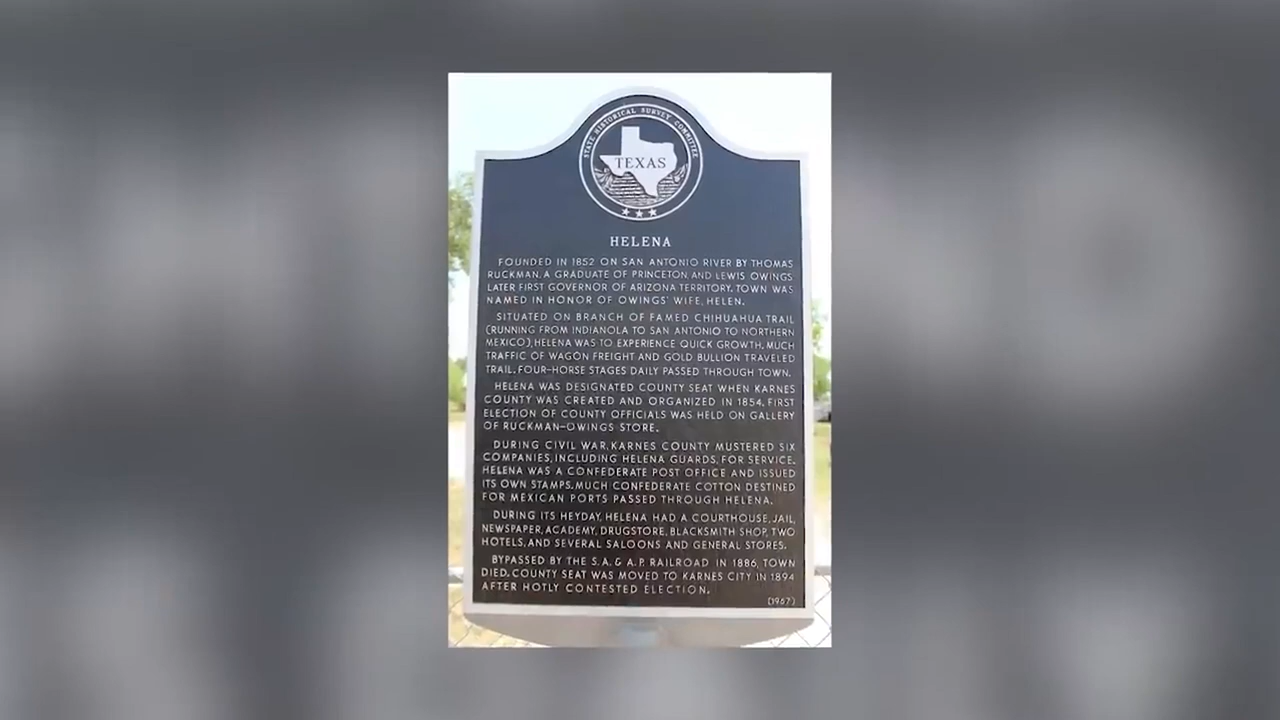 STATE HISTORICAL SURVEY COMMITTEE
TEXAS
HELENA
FOUNDED IN 1852 ON SAN ANTONIO RIVER BY THOMAS
RUCKMAN, A GRADUATE OF PRINCETON, AND LEWIS OWINGS
LATER FIRST GOVERNOR OF ARIZONA TERRITORY. TOWN WAS
NAMED IN HONOR OF OWINGS' WIFE, HELEN.
SITUATED ON BRANCH OF FAMED CHIHUAHUA TRAIL
(RUNNING FROM INDIANOLA TO SAN ANTONIO TO NORTHERN
MEXICO), HELENA WAS TO EXPERIENCE QUICK GROWTH. MUCH
TRAFFIC OF WAGON FREIGHT AND GOLD BULLION TRAVELED
TRAIL. FOUR-HORSE STAGES DAILY PASSED THROUGH TOWN.
HELENA WAS DESIGNATED COUNTY SEAT WHEN KARNES
COUNTY WAS CREATED AND ORGANIZED IN 1854. FIRST
ELECTION OF COUNTY OFFICIALS WAS HELD ON GALLERY
OF RUCKMAN-OWINGS STORE.
DURING CIVIL WAR, KARNES COUNTY MUSTERED SIX
COMPANIES, INCLUDING HELENA GUARDS, FOR SERVICE.
HELENA WAS A CONFEDERATE POST OFFICE AND ISSUED
ITS OWN STAMPS. MUCH CONFEDERATE COTTON DESTINED
FOR MEXICAN PORTS PASSED THROUGH HELENA.
DURING ITS HEYDAY, HELENA HAD A COURTHOUSE, JAIL,
NEWSPAPER, ACADEMY, DRUGSTORE, BLACKSMITH SHOP, TWO
HOTELS, AND SEVERAL SALOONS AND GENERAL STORES.
BYPASSED BY THE S.A. & A.P. RAILROAD IN 1886, TOWN
DIED. COUNTY SEAT WAS MOVED TO KARNES CITY IN 1894
AFTER HOTLY CONTESTED ELECTION.
(1967)